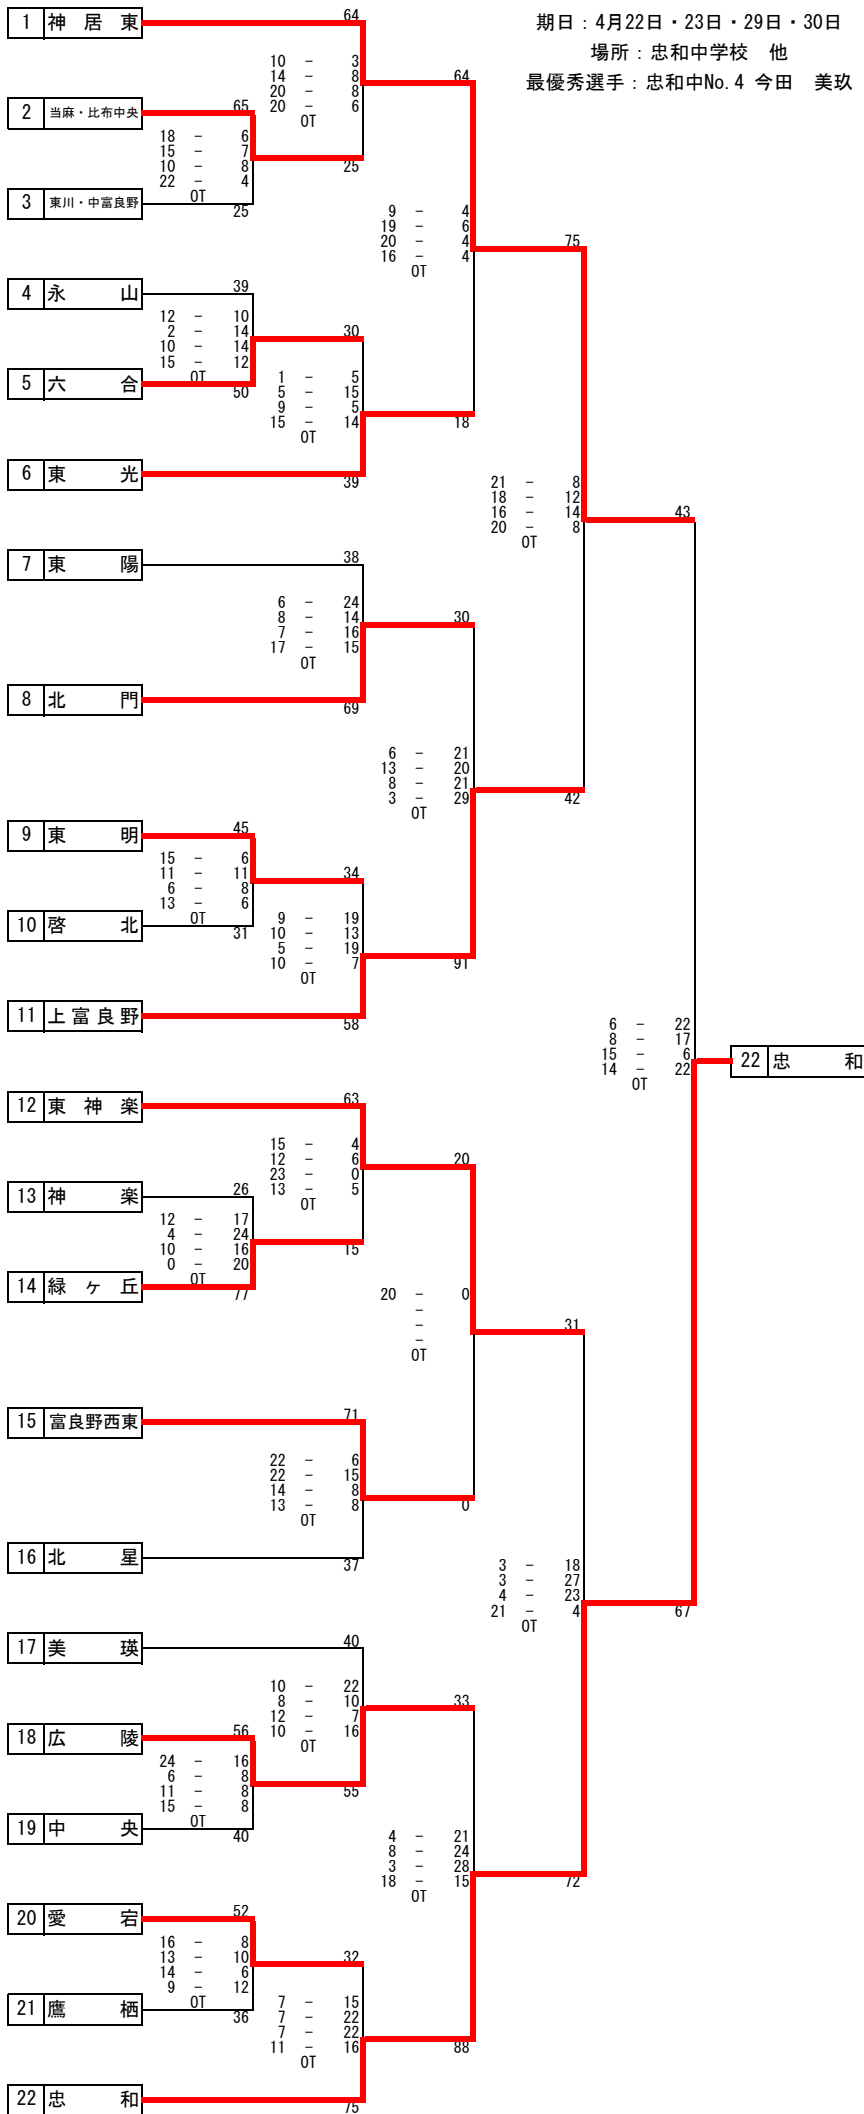 期日：4月22日・23日・29日・30日
場所：忠和中学校　他
最優秀選手：忠和中No.4 今田　美玖
1 神居東
64
10 - 3
14 - 8
20 - 8
20 - 6
OT
64
2 当麻・比布中央
65
18 - 6
15 - 7
10 - 8
22 - 4
OT
25
3 東川・中富良野
25
9 - 4
19 - 6
20 - 4
16 - 4
OT
75
4 永山
39
12 - 10
2 - 14
10 - 14
15 - 12
OT
30
5 六合
50
1 - 5
5 - 15
9 - 5
15 - 14
OT
18
6 東光
39
21 - 8
18 - 12
16 - 14
20 - 8
OT
43
7 東陽
38
6 - 24
8 - 14
7 - 16
17 - 15
OT
30
8 北門
69
6 - 21
13 - 20
8 - 21
3 - 29
OT
42
9 東明
45
15 - 6
11 - 11
6 - 8
13 - 6
OT
34
10 啓北
31
9 - 19
10 - 13
5 - 19
10 - 7
OT
91
11 上富良野
58
6 - 22
8 - 17
15 - 6
14 - 22
OT
22 忠和
12 東神楽
63
15 - 4
12 - 6
23 - 0
13 - 5
OT
20
13 神楽
26
12 - 17
4 - 24
10 - 16
0 - 20
OT
15
14 緑ヶ丘
77
20 - 0
-
-
-
OT
31
15 富良野西東
71
22 - 6
22 - 15
14 - 8
13 - 8
OT
0
16 北星
37
3 - 18
3 - 27
4 - 23
21 - 4
OT
67
17 美瑛
40
10 - 22
8 - 10
12 - 7
10 - 16
OT
33
18 広陵
56
24 - 16
6 - 8
11 - 8
15 - 8
OT
55
19 中央
40
4 - 21
8 - 24
3 - 28
18 - 15
OT
72
20 愛宕
52
16 - 8
13 - 10
14 - 6
9 - 12
OT
32
21 鷹栖
36
7 - 15
7 - 22
7 - 22
11 - 16
OT
88
22 忠和
75